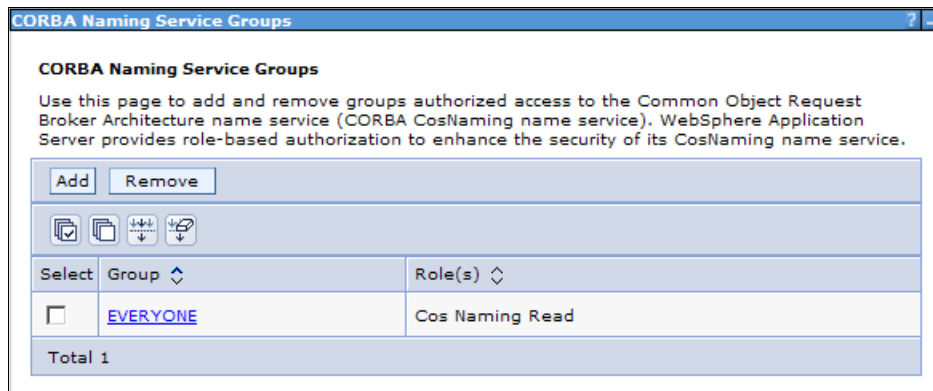 CORBA Naming Service Groups ? -
CORBA Naming Service Groups
Use this page to add and remove groups authorized access to the Common Object Request
Broker Architecture name service (CORBA CosNaming name service). WebSphere Application
Server provides role-based authorization to enhance the security of its CosNaming name service.
Add Remove
Select Group Role(s)
EVERYONE Cos Naming Read
Total 1